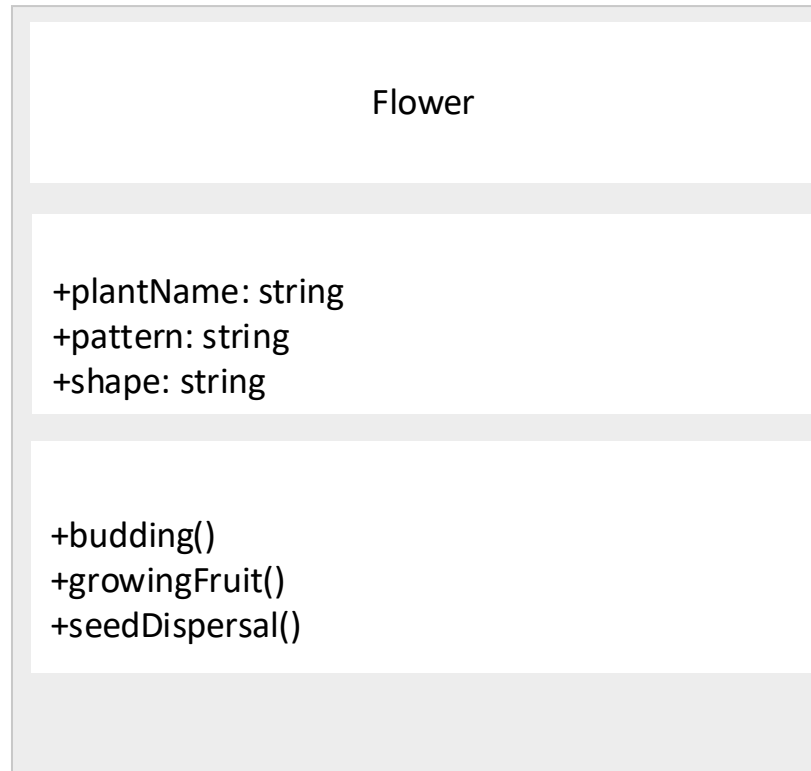 Flower
+plantName: string
+pattern: string
+shape: string
+budding()
+growingFruit()
+seedDispersal()